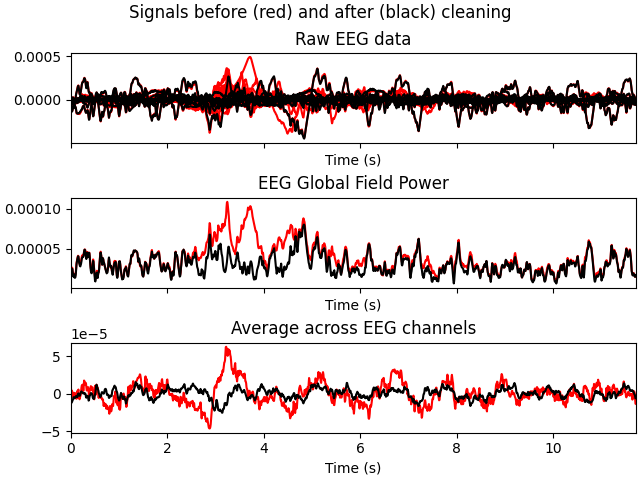 Signals before (red) and after (black) cleaning
Raw EEG data
0.0005
0.0000
Time (s)
EEG Global Field Power
0.00010
0.00005
Time (s)
Average across EEG channels
1e−5
5
0
−5
0 2 4 6 8 10
Time (s)